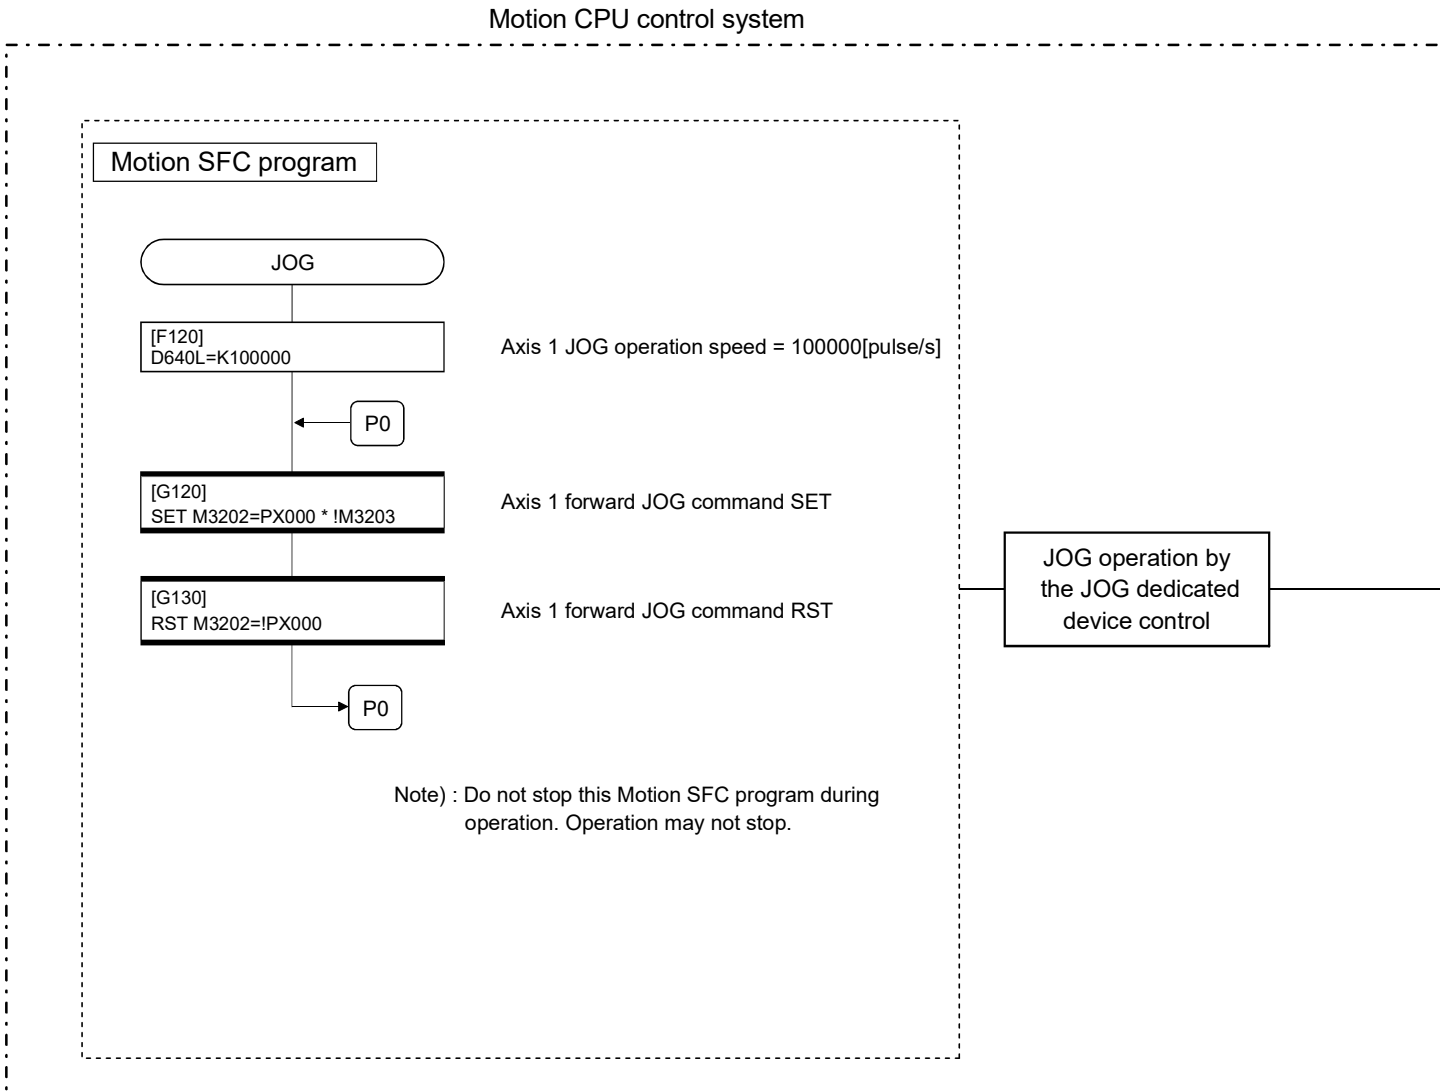 Motion CPU control system
Motion SFC program
JOG
[F120]
D640L=K100000
Axis 1 JOG operation speed = 100000[pulse/s]
P0
[G120]
SET M3202=PX000 * !M3203
Axis 1 forward JOG command SET
[G130]
RST M3202=!PX000
Axis 1 forward JOG command RST
P0
Note) : Do not stop this Motion SFC program during
operation. Operation may not stop.
JOG operation by
the JOG dedicated
device control